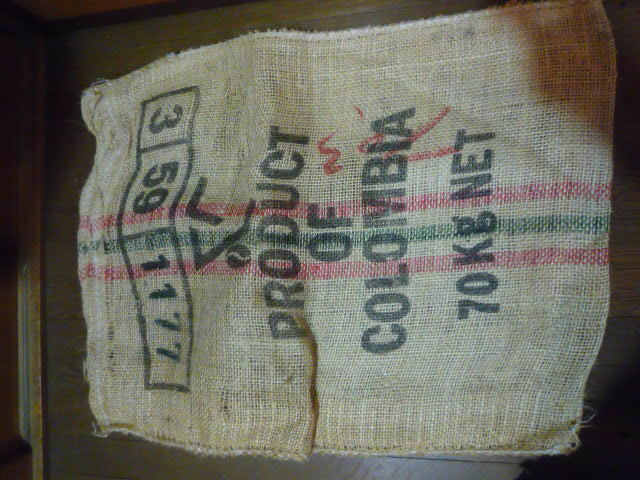 3 59 1177
PRODUCT
OF
COLOMBIA
70 KG NET